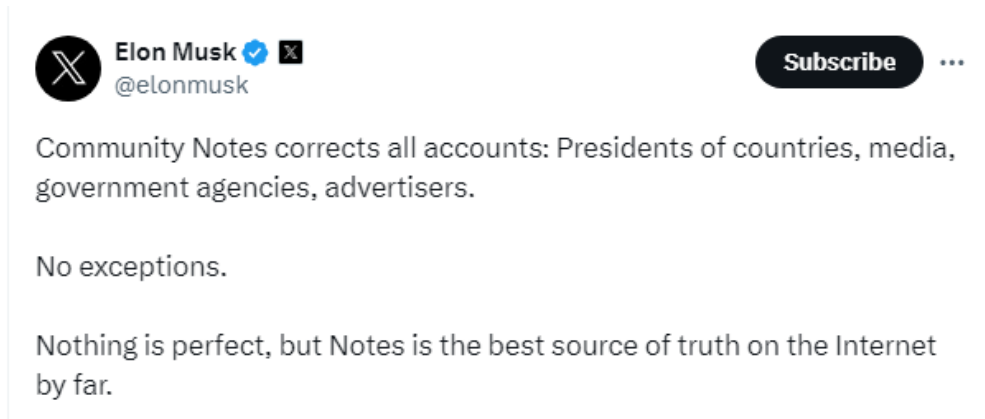 Elon Musk
@elonmusk
Subscribe
Community Notes corrects all accounts: Presidents of countries, media,
government agencies, advertisers.
No exceptions.
Nothing is perfect, but Notes is the best source of truth on the Internet
by far.